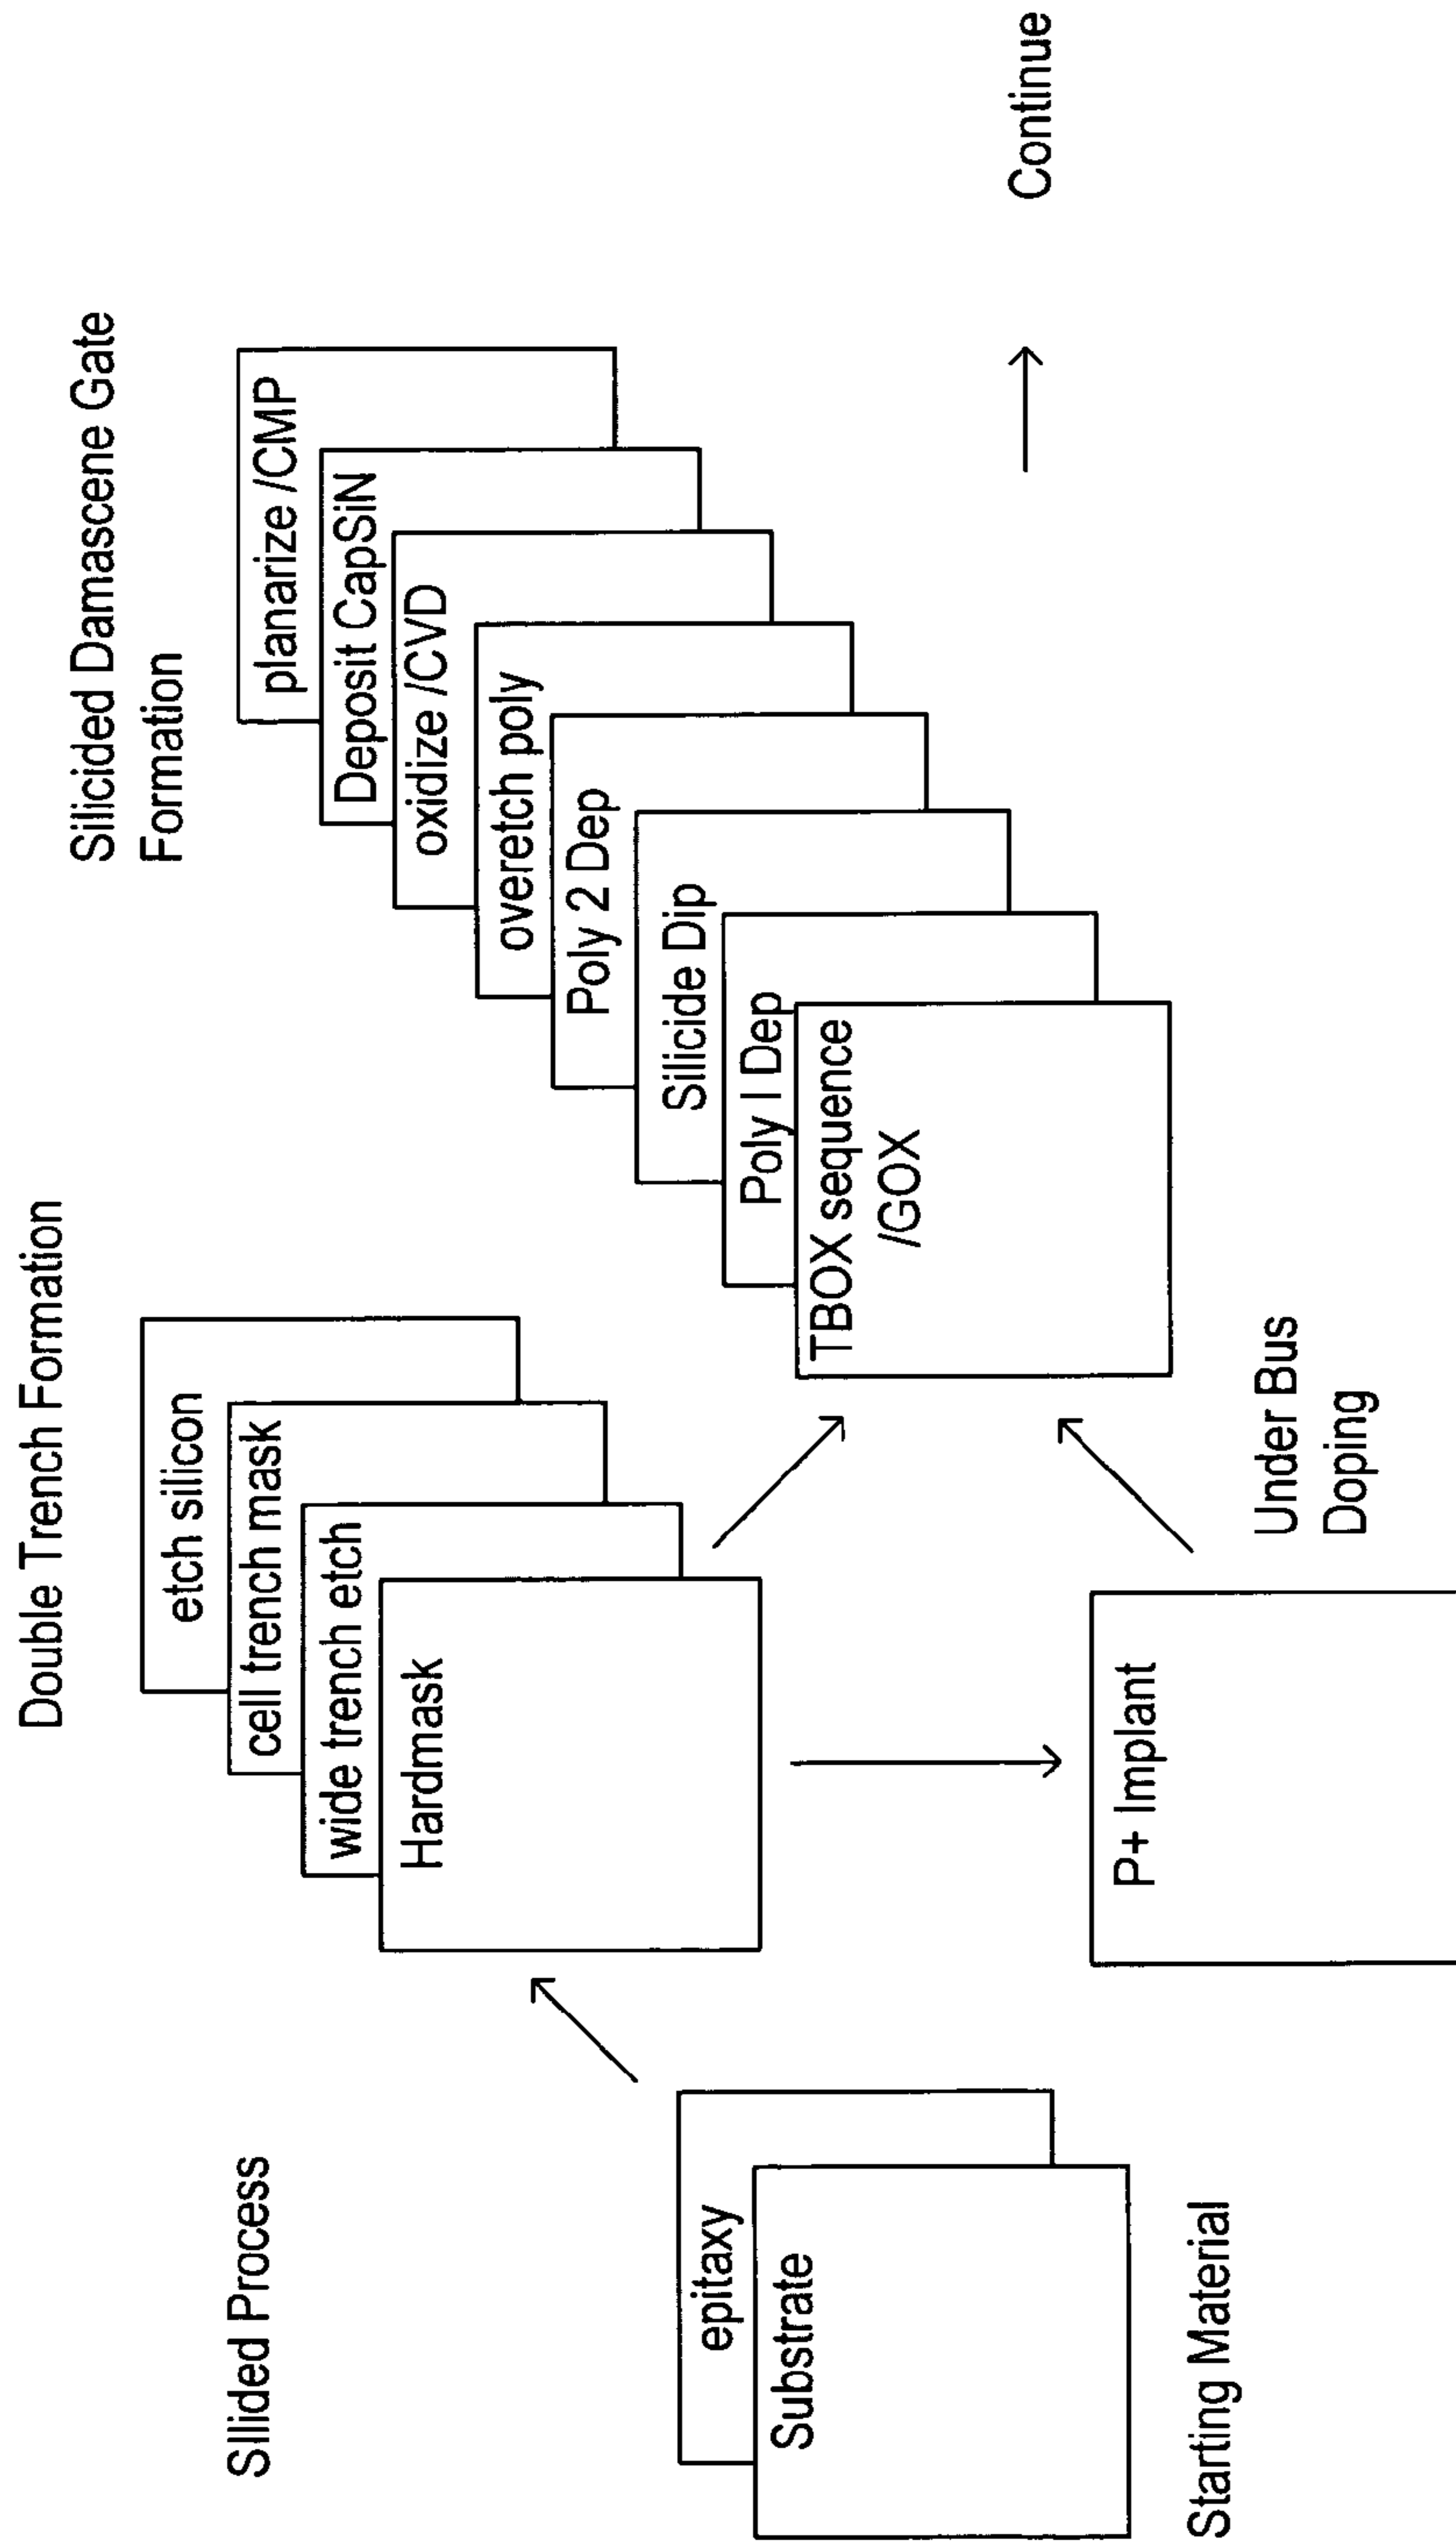 Sllided Process
epitaxy
Substrate
Starting Material
Double Trench Formation
etch silicon
cell trench mask
wide trench etch
Hardmask
P+ Implant
Under Bus
Doping
Silicided Damascene Gate
Formation
planarize /CMP
Deposit CapSiN
oxidize /CVD
overetch poly
Poly 2 Dep
Silicide Dip
Poly I Dep
TBOX sequence
/GOX
Continue